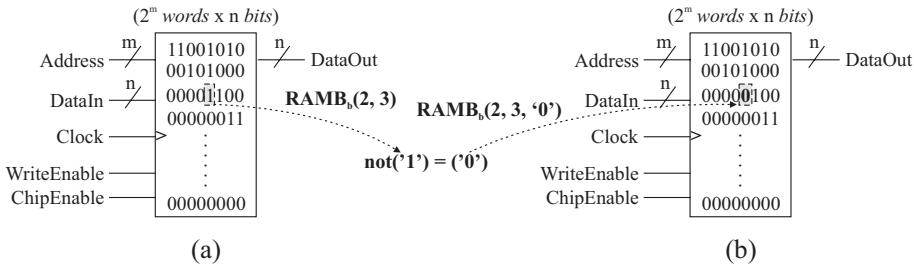 (2^m words x n bits)
Address m
11001010
n DataOut
00101000
DataIn n
00001100
00000011
Clock
WriteEnable
ChipEnable
00000000
(a)
RAMB_b(2, 3)
not('1') = ('0')
RAMB_b(2, 3, ‘0’)
(2^m words x n bits)
Address m
11001010
n DataOut
00101000
DataIn n
00000100
00000011
Clock
WriteEnable
ChipEnable
00000000
(b)